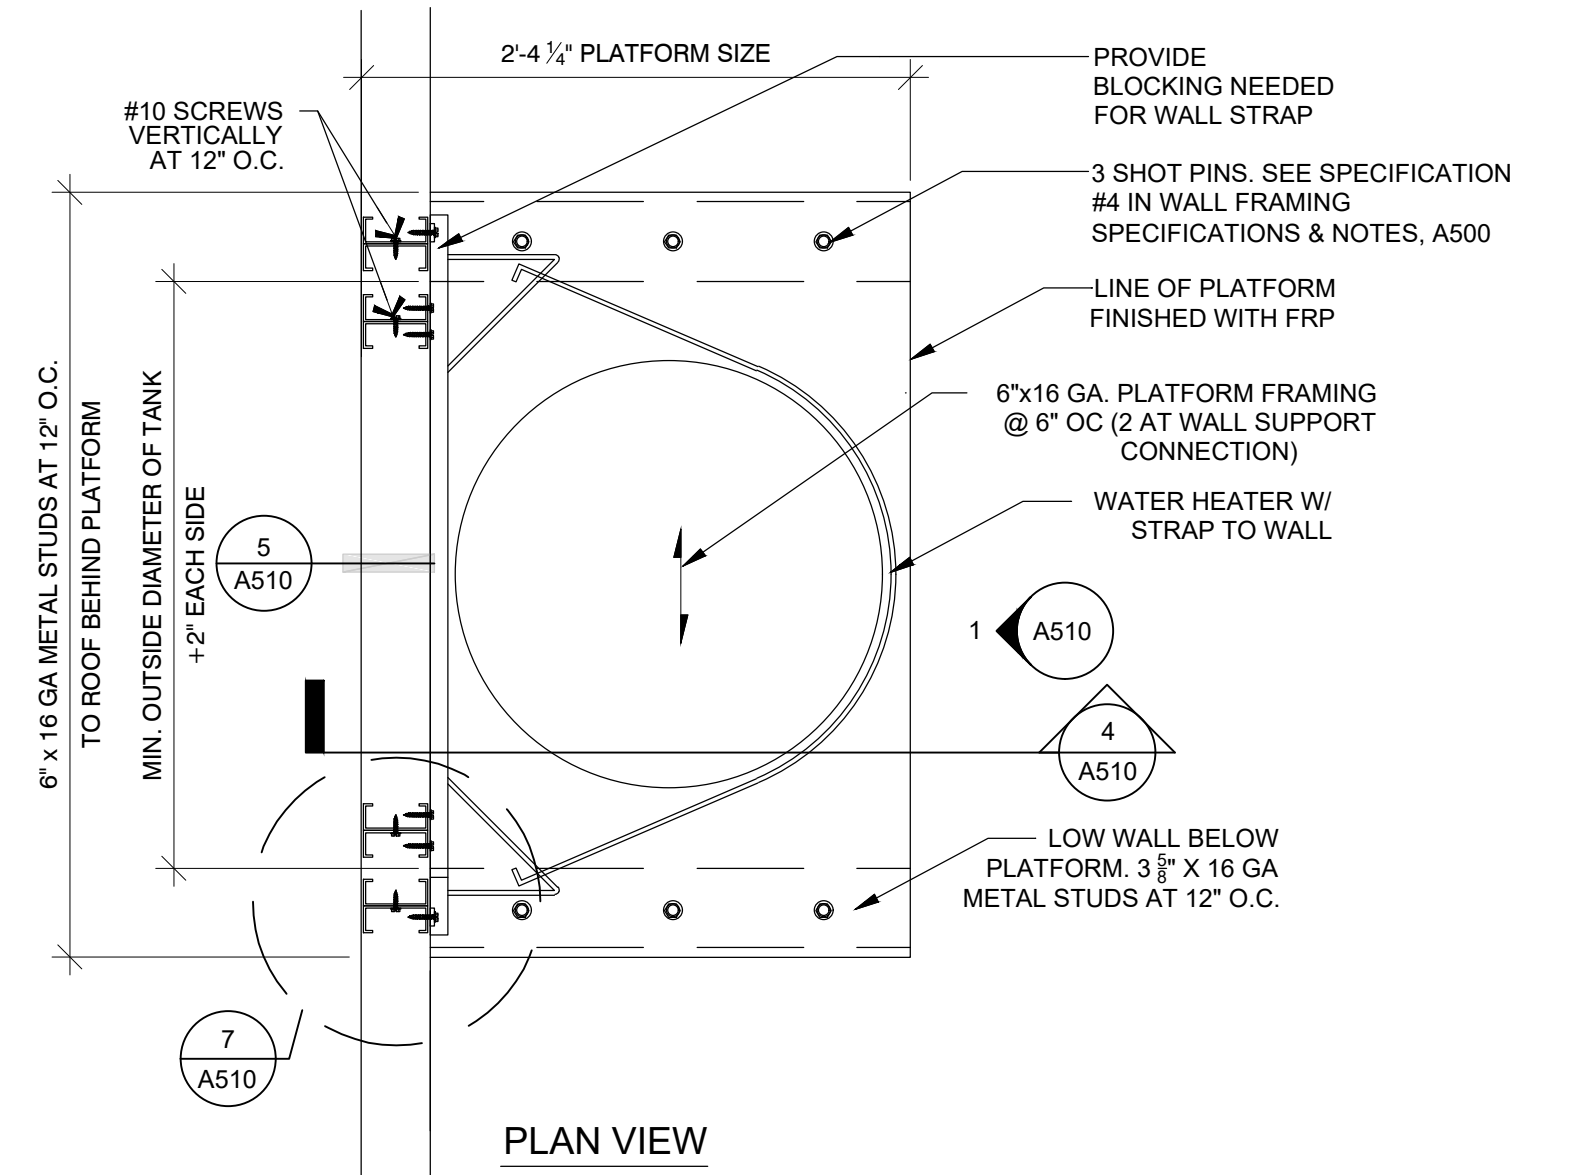 2'-4 ¼" PLATFORM SIZE
PROVIDE
BLOCKING NEEDED
FOR WALL STRAP
#10 SCREWS
VERTICALLY
AT 12" O.C.
3 SHOT PINS. SEE SPECIFICATION
#4 IN WALL FRAMING
SPECIFICATIONS & NOTES, A500
LINE OF PLATFORM
FINISHED WITH FRP
6"x16 GA. PLATFORM FRAMING
@ 6" OC (2 AT WALL SUPPORT
CONNECTION)
WATER HEATER W/
STRAP TO WALL
6" x 16 GA METAL STUDS AT 12" O.C.
TO ROOF BEHIND PLATFORM
MIN. OUTSIDE DIAMETER OF TANK
+2" EACH SIDE
5
A510
1
A510
4
A510
LOW WALL BELOW
PLATFORM. 3 ⅝" X 16 GA
METAL STUDS AT 12" O.C.
7
A510
PLAN VIEW